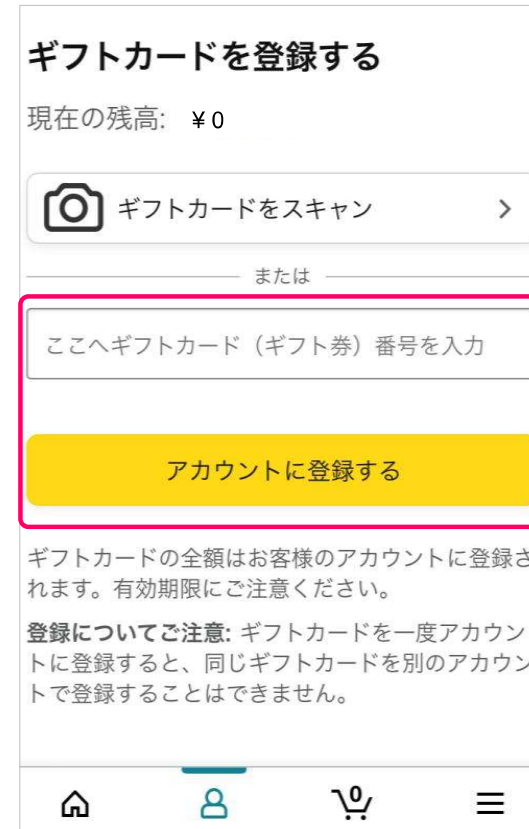 ギフトカードを登録する
現在の残高: ¥0
ギフトカードをスキャン
または
ここへギフトカード（ギフト券）番号を入力
アカウントに登録する
ギフトカードの全額はお客様のアカウントに登録さ
れます。有効期限にご注意ください。
登録についてご注意: ギフトカードを一度アカウン
トに登録すると、同じギフトカードを別のアカウン
トで登録することはできません。
0